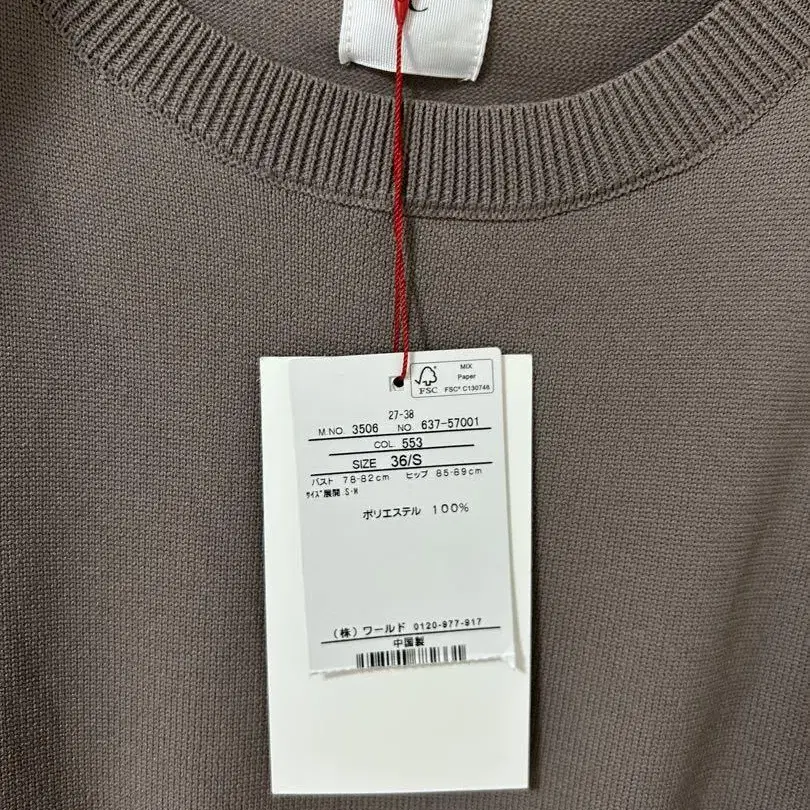 C
MIX
Paper
FSC
FSC® C130746
27-38
M.NO. 3506 NO. 637-57001
COL. 553
SIZE 36/S
バスト 78-82cm ヒップ 85-89cm
サイズ展開 S-M
ポリエステル 100%
(株)ワールド 0120-977-917
中国製